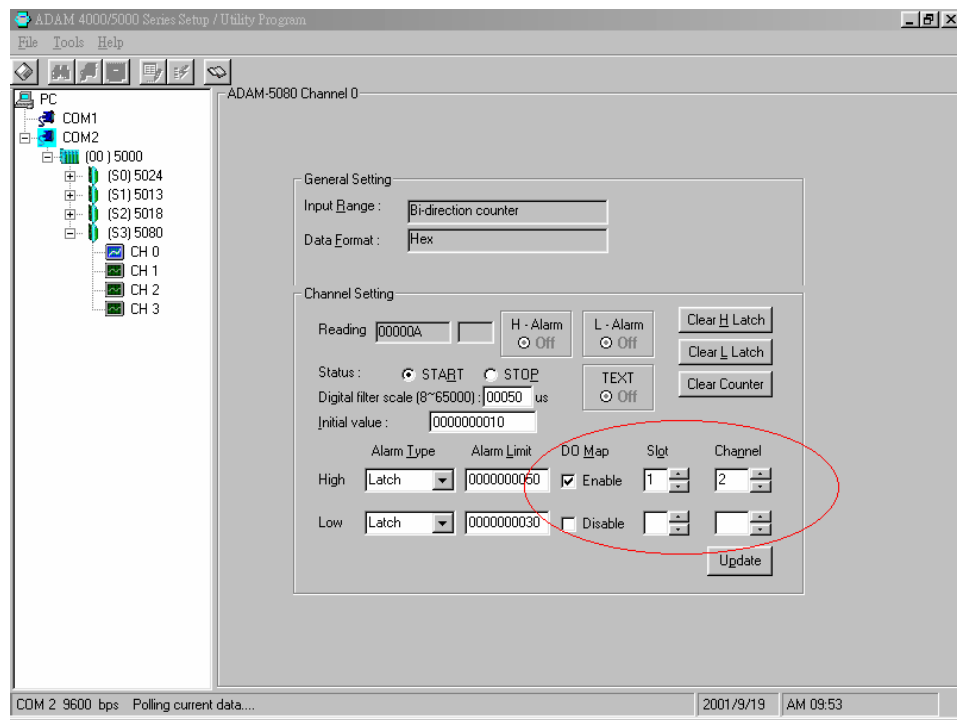 ADAM 4000/5000 Series Setup / Utility Program
File Tools Help
PC
COM1
COM2
(00 ) 5000
(S0) 5024
(S1) 5013
(S2) 5018
(S3) 5080
CH 0
CH 1
CH 2
CH 3
ADAM-5080 Channel 0
General Setting
Input Range : Bi-direction counter
Data Format : Hex
Channel Setting
Reading 00000A H - Alarm L - Alarm Clear H Latch
Off Off
Clear L Latch
Status : START STOP TEXT Clear Counter
Digital filter scale (8~65000) : 00050 us Off
Initial value : 0000000010
Alarm Type Alarm Limit DO Map Slot Channel
High Latch 0000000050 Enable 1 2
Low Latch 0000000030 Disable
Update
COM 2 9600 bps Polling current data.... 2001/9/19 AM 09:53